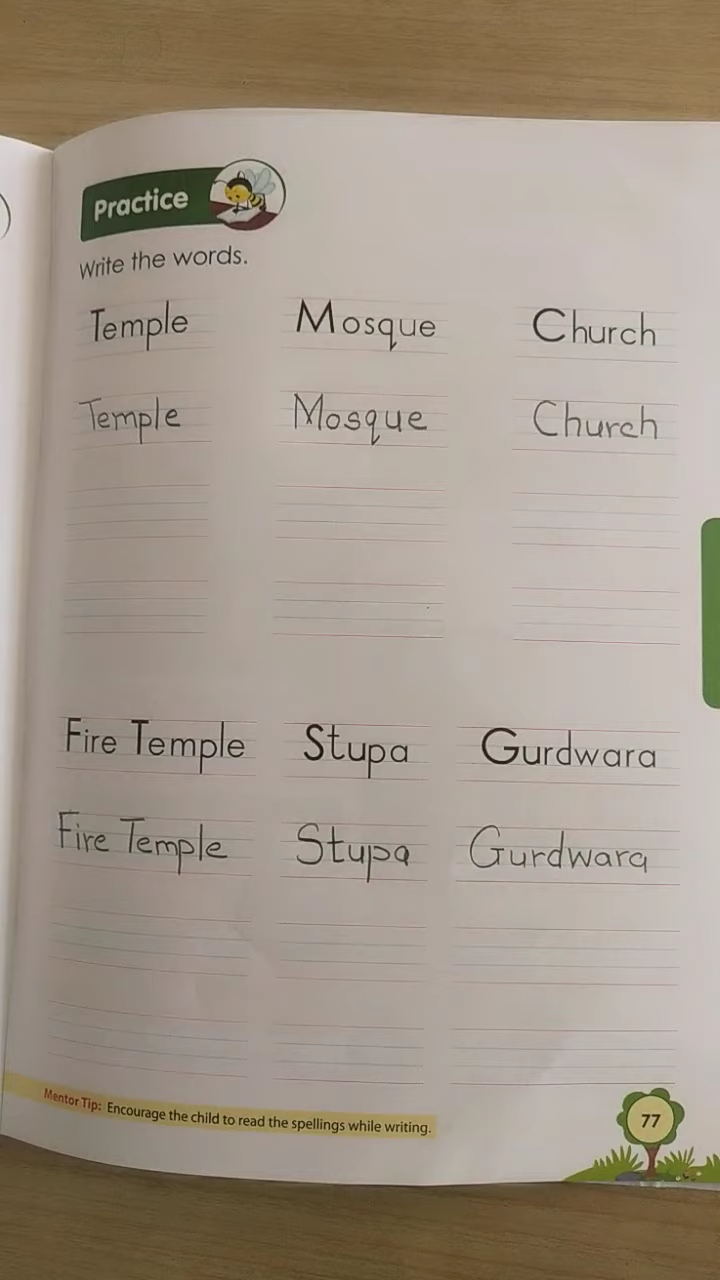 Practice
Write the words.
Temple Mosque Church
Temple Mosque Church
Fire Temple Stupa Gurdwara
Fire Temple Stupa Gurdwara
Mentor Tip: Encourage the child to read the spellings while writing.
77